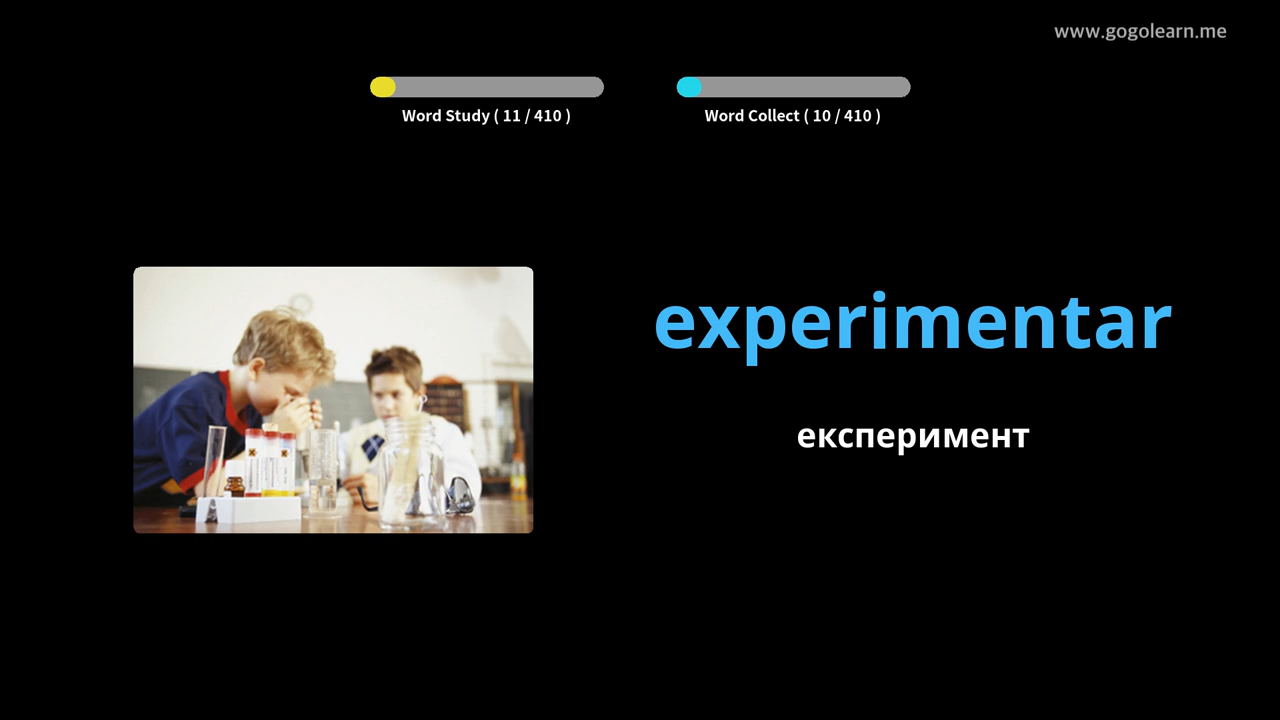 www.gogolearn.me
Word Study ( 11 / 410 )
Word Collect ( 10 / 410 )
experimentar
експеримент